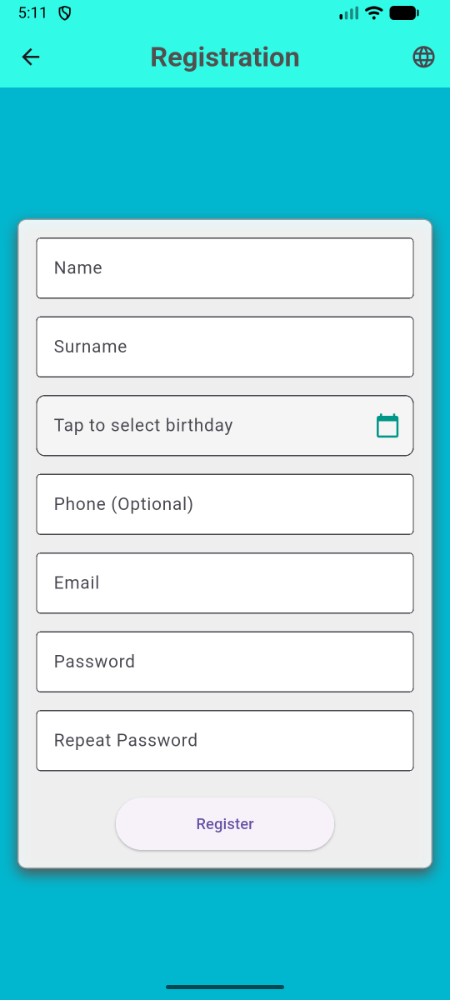 5:11
Registration
Name
Surname
Tap to select birthday
Phone (Optional)
Email
Password
Repeat Password
Register